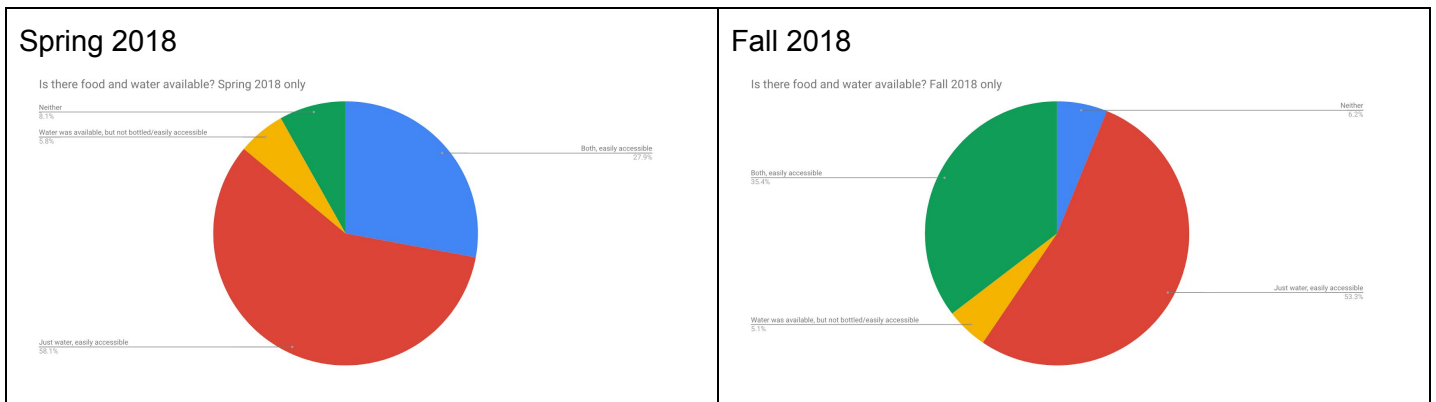 Spring 2018
Is there food and water available? Spring 2018 only
Neither
8.1%
Water was available, but not bottled/easily accessible
5.8%
Both, easily accessible
27.9%
Just water, easily accessible
58.1%
Fall 2018
Is there food and water available? Fall 2018 only
Neither
6.2%
Both, easily accessible
35.4%
Just water, easily accessible
53.3%
Water was available, but not bottled/easily accessible
5.1%